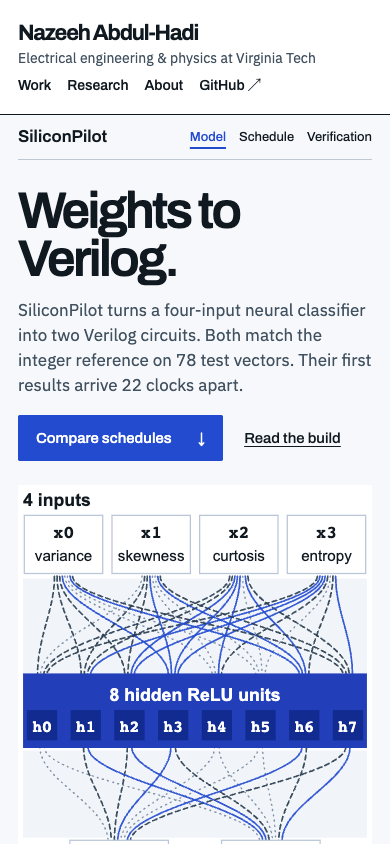 Nazeeh Abdul-Hadi
Electrical engineering & physics at Virginia Tech
Work Research About GitHub ↗
SiliconPilot Model Schedule Verification
Weights to
Verilog.
SiliconPilot turns a four-input neural classifier
into two Verilog circuits. Both match the
integer reference on 78 test vectors. Their first
results arrive 22 clocks apart.
Compare schedules ↓ Read the build
4 inputs
x0 x1 x2 x3
variance skewness curtosis entropy
8 hidden ReLU units
h0 h1 h2 h3 h4 h5 h6 h7